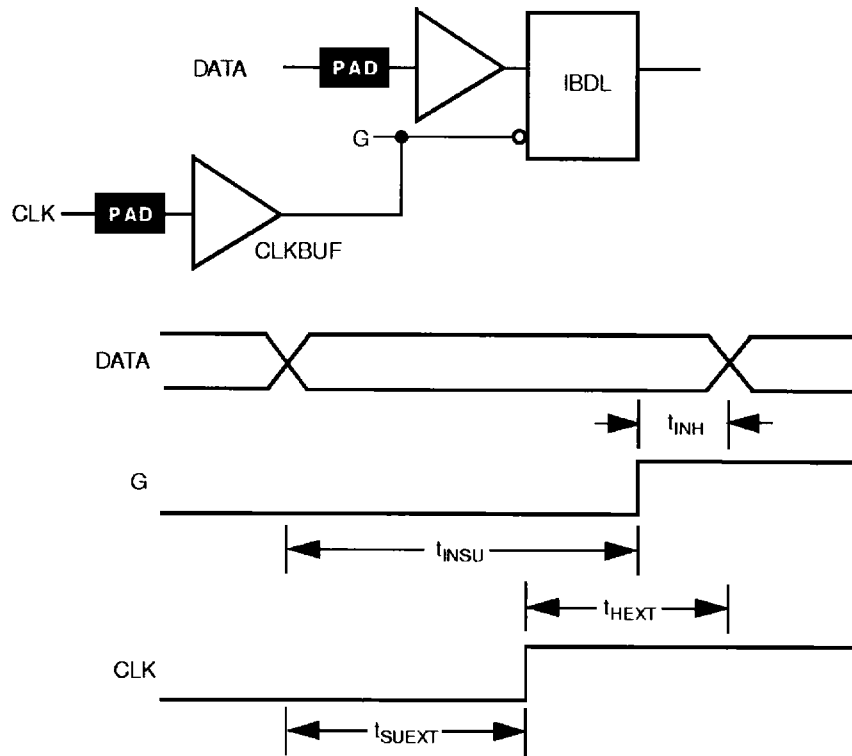 DATA
PAD
IBDL
G
CLK
PAD
CLKBUF
DATA
tINH
G
tINSU
tHEXT
CLK
tSUEXT